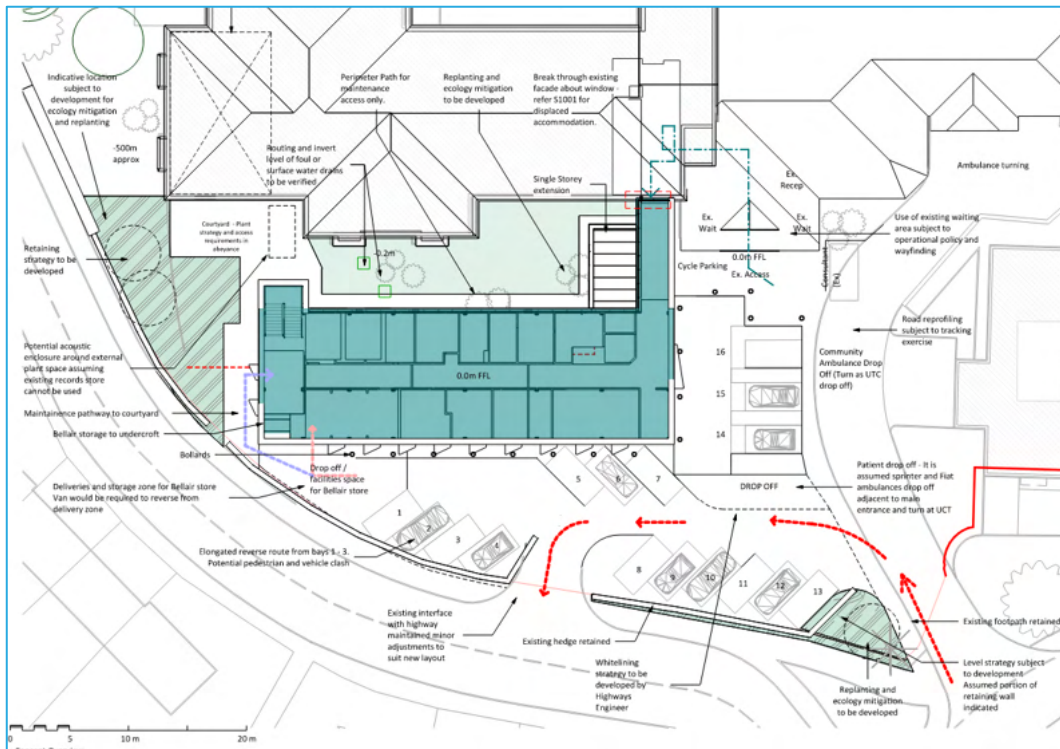 Indicative location
subject to
development for
ecology mitigation
and replanting
-500m
approx
Perimeter Path for
maintenance
access only.
Replanting and
ecology mitigation
to be developed
Break through existing
facade about window -
refer S1001 for
displaced
accommodation.
Routing and invert
level of foul or
surface water drains
to be verified
Single Storey
extension
Ex.
Recep
Ambulance turning
Courtyard - Plant
strategy and access
requirements in
abeyance
-0.2m
Ex.
Wait
Ex.
Wait
Use of existing waiting
area subject to
operational policy and
wayfinding
Retaining
strategy to be
developed
0.0m FFL
Cycle Parking
Ex. Access
Consultant
[Ex]
Road reprofiling
subject to tracking
exercise
Potential acoustic
enclosure around external
plant space assuming
existing records store
cannot be used
0.0m FFL
16
15
14
Community
Ambulance Drop
Off (Turn as UTC
drop off)
Maintainence pathway to courtyard
Bellair storage to undercroft
Bollards
Deliveries and storage zone for Bellair store
Van would be required to reverse from
delivery zone
Drop off /
facilities space
for Bellair store
5
6
7
DROP OFF
Patient drop off - It is
assumed sprinter and Fiat
ambulances drop off
adjacent to main
entrance and turn at UCT
1
2
3
4
Elongated reverse route from bays 1 - 3.
Potential pedestrian and vehicle clash
8
9
10
11
12
13
Existing interface
with highway
maintained minor
adjustments to
suit new layout
Existing hedge retained
Existing footpath retained
Whitelining
strategy to be
developed by
Highways
Engineer
Replanting and
ecology mitigation
to be developed
Level strategy subject
to development
Assumed portion of
retaining wall
indicated
0
5
10 m
20 m